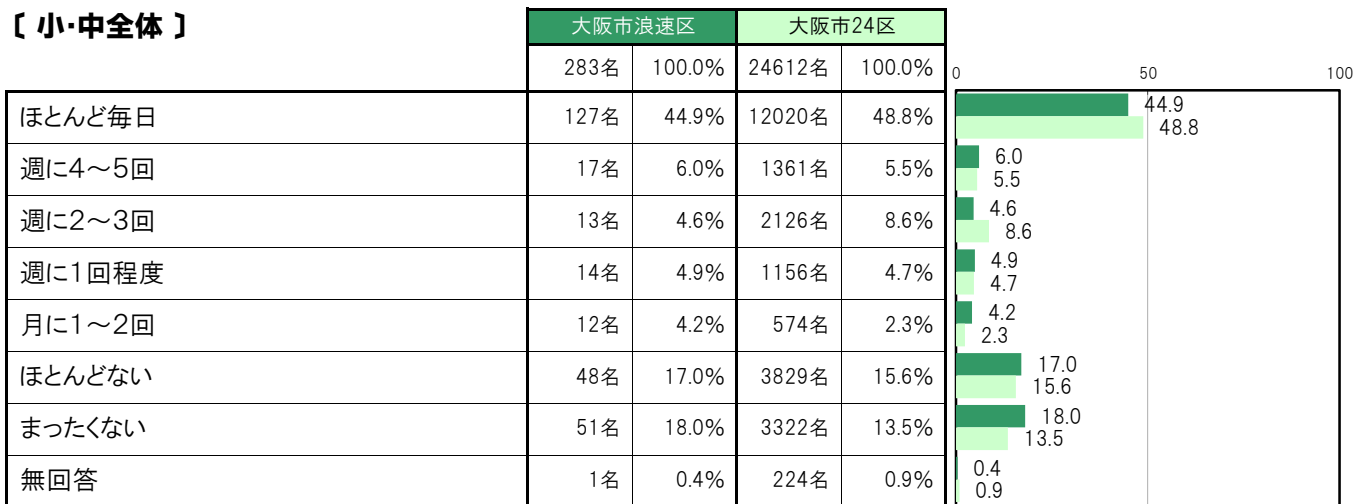 〔 小・中全体 〕
大阪市浪速区 大阪市24区
283名 100.0% 24612名 100.0% 0 50 100
ほとんど毎日 127名 44.9% 12020名 48.8% 44.9
48.8
週に4～5回 17名 6.0% 1361名 5.5% 6.0
5.5
週に2～3回 13名 4.6% 2126名 8.6% 4.6
8.6
週に1回程度 14名 4.9% 1156名 4.7% 4.9
4.7
月に1～2回 12名 4.2% 574名 2.3% 4.2
2.3
ほとんどない 48名 17.0% 3829名 15.6% 17.0
15.6
まったくない 51名 18.0% 3322名 13.5% 18.0
13.5
無回答 1名 0.4% 224名 0.9% 0.4
0.9